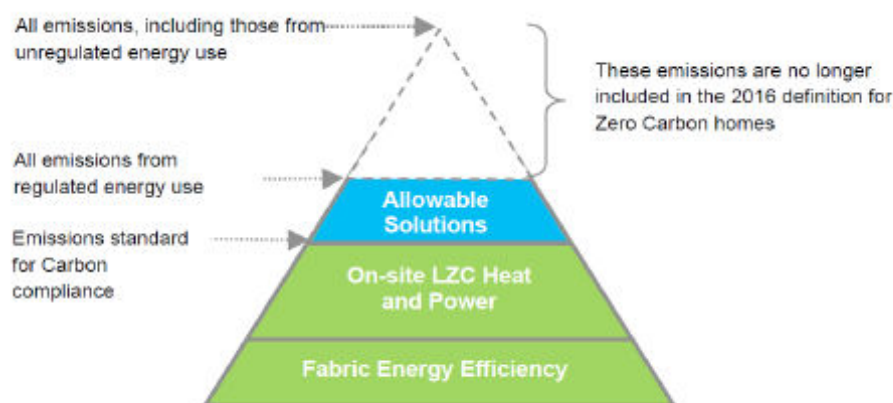 All emissions, including those from
unregulated energy use
These emissions are no longer
included in the 2016 definition for
Zero Carbon homes
All emissions from
regulated energy use
Allowable
Solutions
Emissions standard
for Carbon
compliance
On-site LZC Heat
and Power
Fabric Energy Efficiency